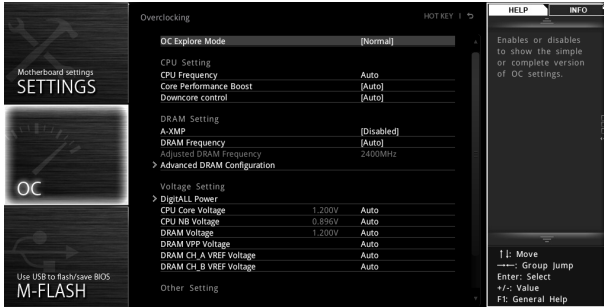 Motherboard settings
SETTINGS
OC
Use USB to flash/save BIOS
M-FLASH
Overclocking
HOT KEY
OC Explore Mode [Normal]
CPU Setting
CPU Frequency Auto
Core Performance Boost [Auto]
Downcore control [Auto]
DRAM Setting
A-XMP [Disabled]
DRAM Frequency [Auto]
Adjusted DRAM Frequency 2400MHz
> Advanced DRAM Configuration
Voltage Setting
> DigitALL Power
CPU Core Voltage 1.200V Auto
CPU NB Voltage 0.896V Auto
DRAM Voltage 1.200V Auto
DRAM VPP Voltage Auto
DRAM CH_A VREF Voltage Auto
DRAM CH_B VREF Voltage Auto
Other Setting
HELP INFO
Enables or disables
to show the simple
or complete version
of OC settings.
↑↓: Move
→←: Group Jump
Enter: Select
+/-: Value
F1: General Help